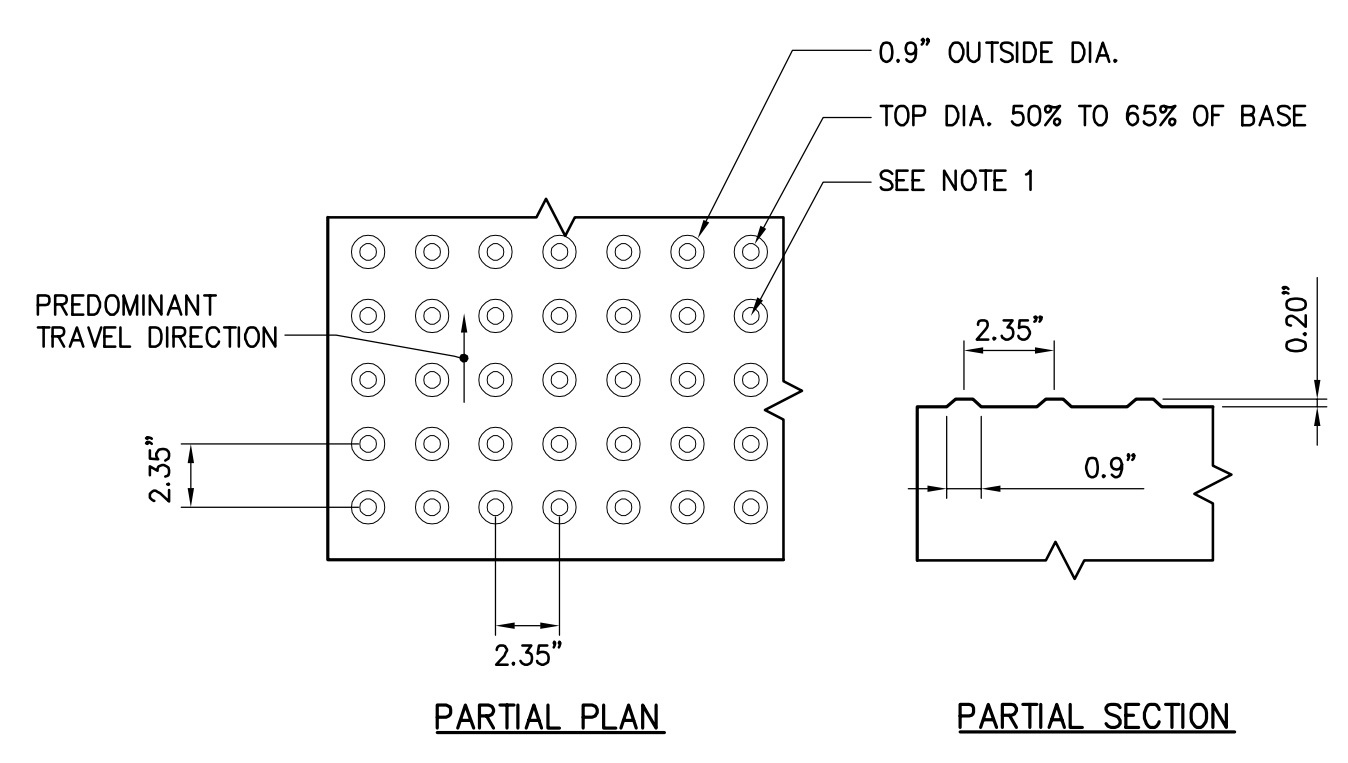 0.9” OUTSIDE DIA.
TOP DIA. 50% TO 65% OF BASE
SEE NOTE 1
PREDOMINANT
TRAVEL DIRECTION
2.35”
2.35”
PARTIAL PLAN
2.35”
0.20”
0.9”
PARTIAL SECTION